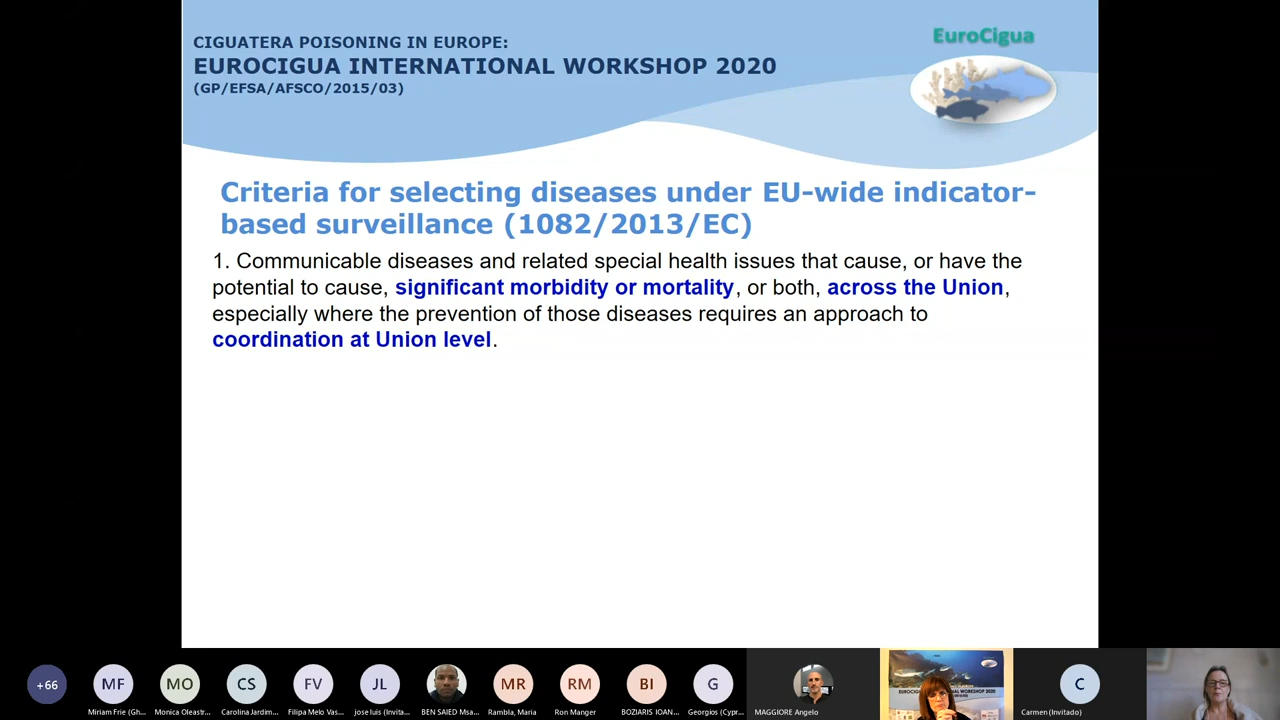 CIGUATERA POISONING IN EUROPE:
EUROCIGUA INTERNATIONAL WORKSHOP 2020
(GP/EFSA/AFSCO/2015/03)
EuroCigua
Criteria for selecting diseases under EU-wide indicator-
based surveillance (1082/2013/EC)
1. Communicable diseases and related special health issues that cause, or have the
potential to cause, significant morbidity or mortality, or both, across the Union,
especially where the prevention of those diseases requires an approach to
coordination at Union level.
+66
MF
MO
CS
FV
JL
MR
RM
BI
G
C
Miriam Frie (Gh...
Monica Oleastr...
Carolina Jardim...
Filipa Melo Vas...
jose luis (Invita...
BEN SAIED Msa...
Rambla, Maria
Ron Manger
BOZIARIS IOAN...
Georgios (Cypr...
MAGGIORE Angelo
Carmen (Invitado)